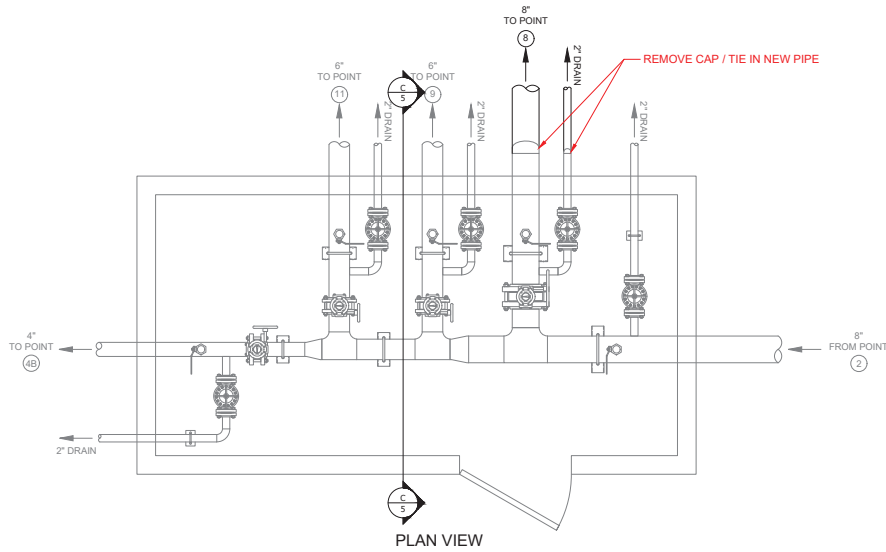 8"
TO POINT
8
2" DRAIN
REMOVE CAP / TIE IN NEW PIPE
6"
TO POINT
11
2" DRAIN
C
5
6"
TO POINT
9
2" DRAIN
2" DRAIN
4"
TO POINT
4B
8"
FROM POINT
2
2" DRAIN
C
5
PLAN VIEW